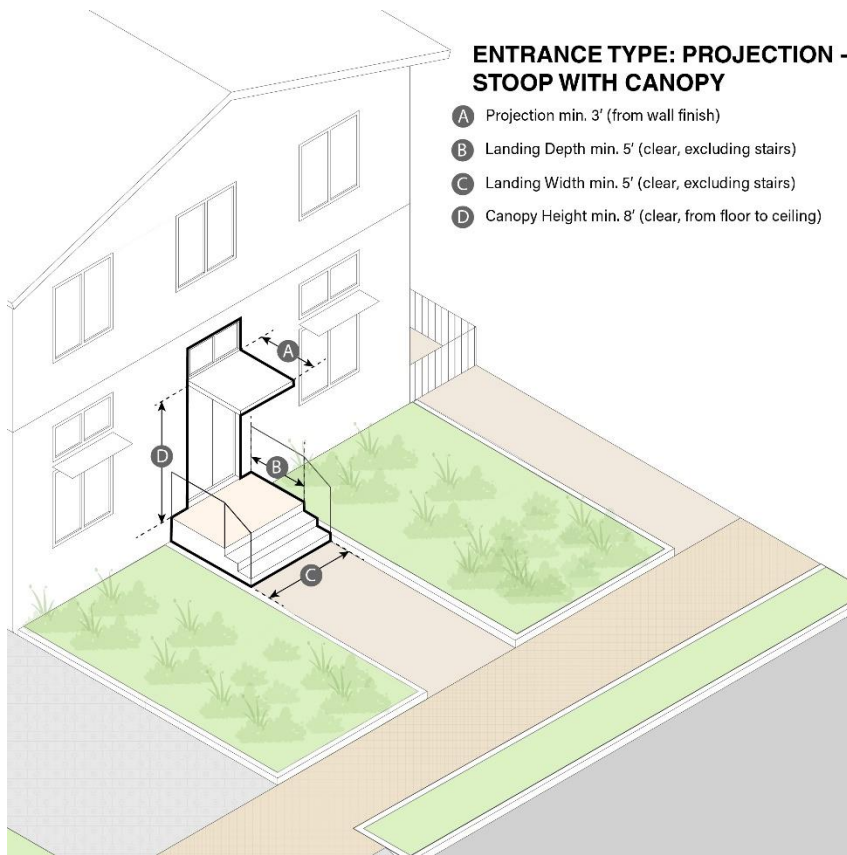 ENTRANCE TYPE: PROJECTION -
STOOP WITH CANOPY
A Projection min. 3' (from wall finish)
B Landing Depth min. 5' (clear, excluding stairs)
C Landing Width min. 5' (clear, excluding stairs)
D Canopy Height min. 8' (clear, from floor to ceiling)
A
D
B
C